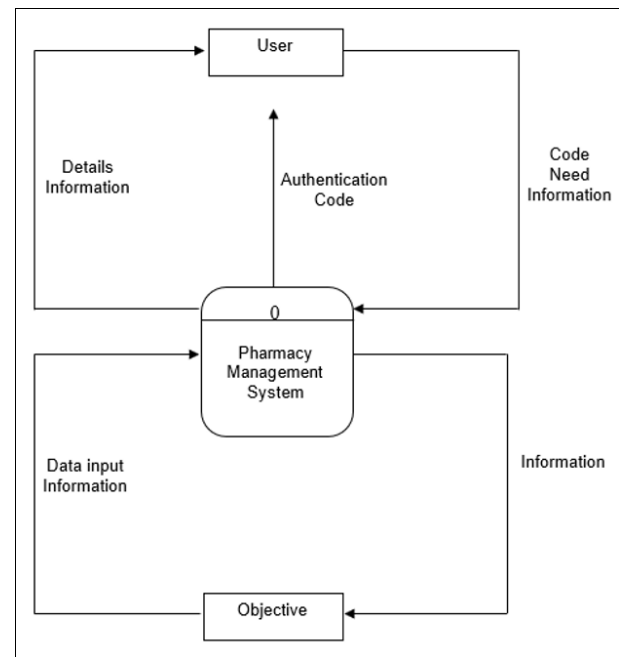 User
Details
Information
Authentication
Code
Code
Need
Information
0
Pharmacy
Management
System
Data input
Information
Information
Objective